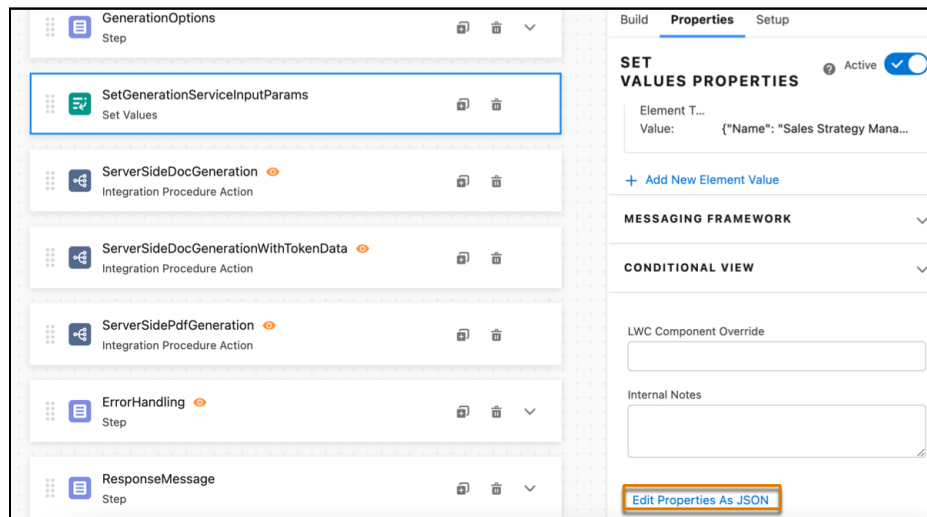 GenerationOptions
Step
SetGenerationServiceInputParams
Set Values
ServerSideDocGeneration
Integration Procedure Action
ServerSideDocGenerationWithTokenData
Integration Procedure Action
ServerSidePdfGeneration
Integration Procedure Action
ErrorHandling
Step
ResponseMessage
Step
Build Properties Setup
SET
VALUES PROPERTIES
Active
Element T...
Value: {"Name": "Sales Strategy Mana...
+ Add New Element Value
MESSAGING FRAMEWORK
CONDITIONAL VIEW
LWC Component Override
Internal Notes
Edit Properties As JSON